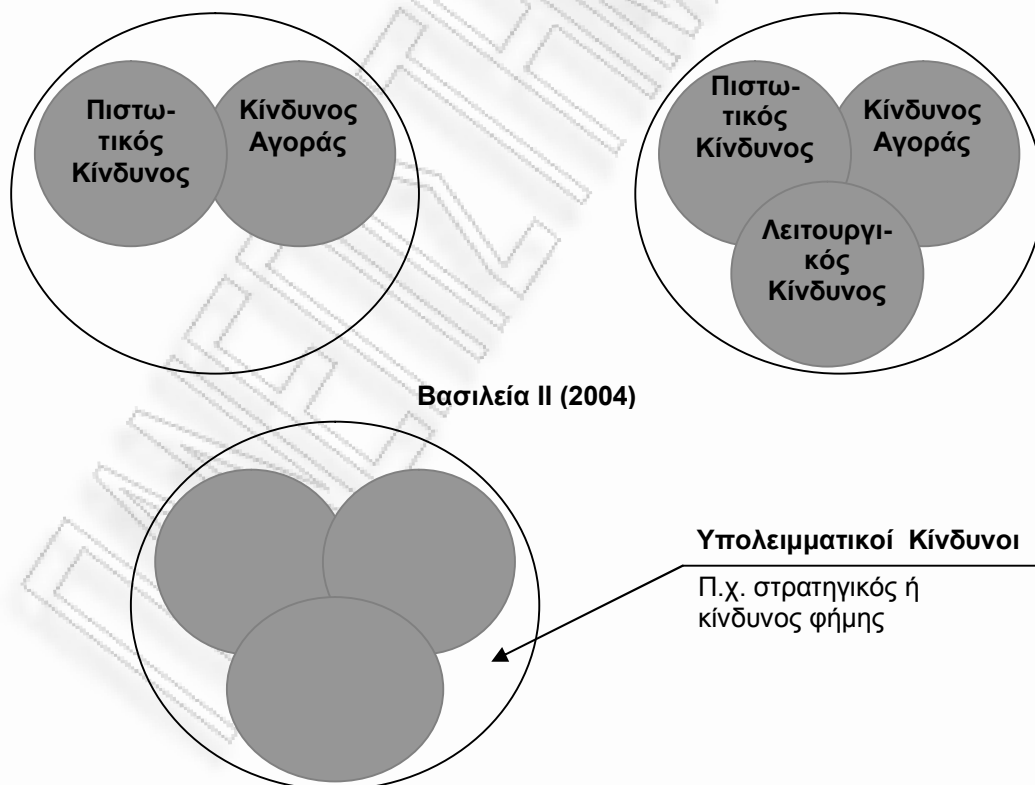 Πιστω-
τικός
Κίνδυνος
Κίνδυνος
Αγοράς
Πιστω-
τικός
Κίνδυνος
Κίνδυνος
Αγοράς
Λειτουργι-
κός
Κίνδυνος
Βασιλεία ΙΙ (2004)
Υπολειμματικοί Κίνδυνοι
Π.χ. στρατηγικός ή
κίνδυνος φήμης